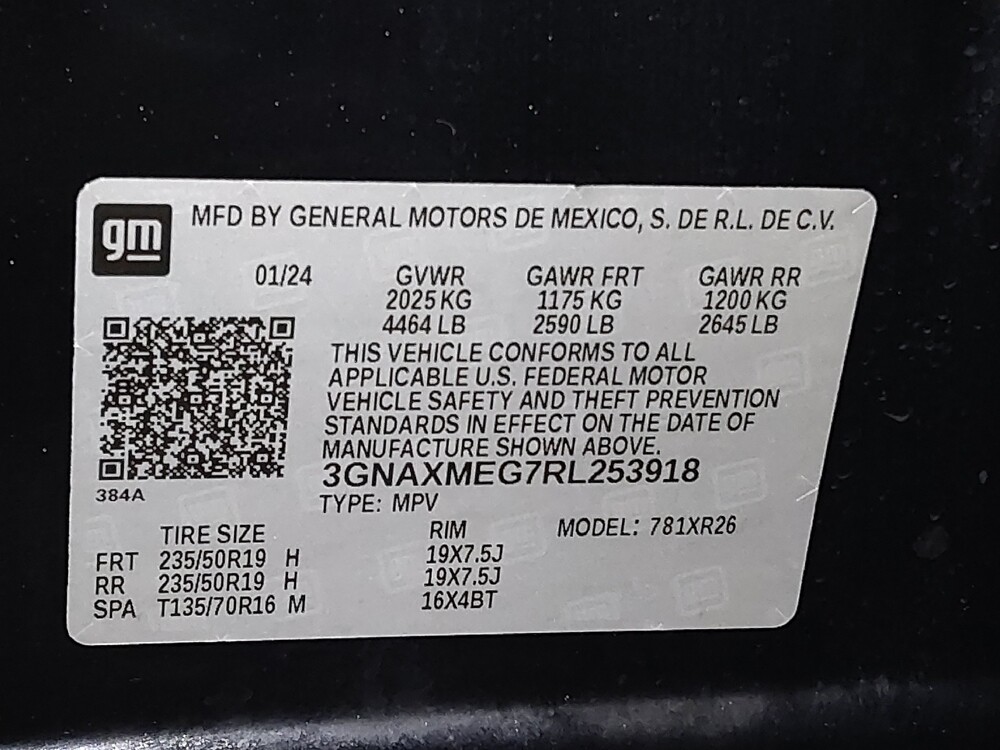 gm
MFD BY GENERAL MOTORS DE MEXICO, S. DE R.L. DE C.V.
01/24 GVWR GAWR FRT GAWR RR
2025 KG 1175 KG 1200 KG
4464 LB 2590 LB 2645 LB
THIS VEHICLE CONFORMS TO ALL
APPLICABLE U.S. FEDERAL MOTOR
VEHICLE SAFETY AND THEFT PREVENTION
STANDARDS IN EFFECT ON THE DATE OF
MANUFACTURE SHOWN ABOVE.
3GNAXMEG7RL253918
384A
TYPE: MPV
TIRE SIZE RIM MODEL: 781XR26
FRT 235/50R19 H 19X7.5J
RR 235/50R19 H 19X7.5J
SPA T135/70R16 M 16X4BT